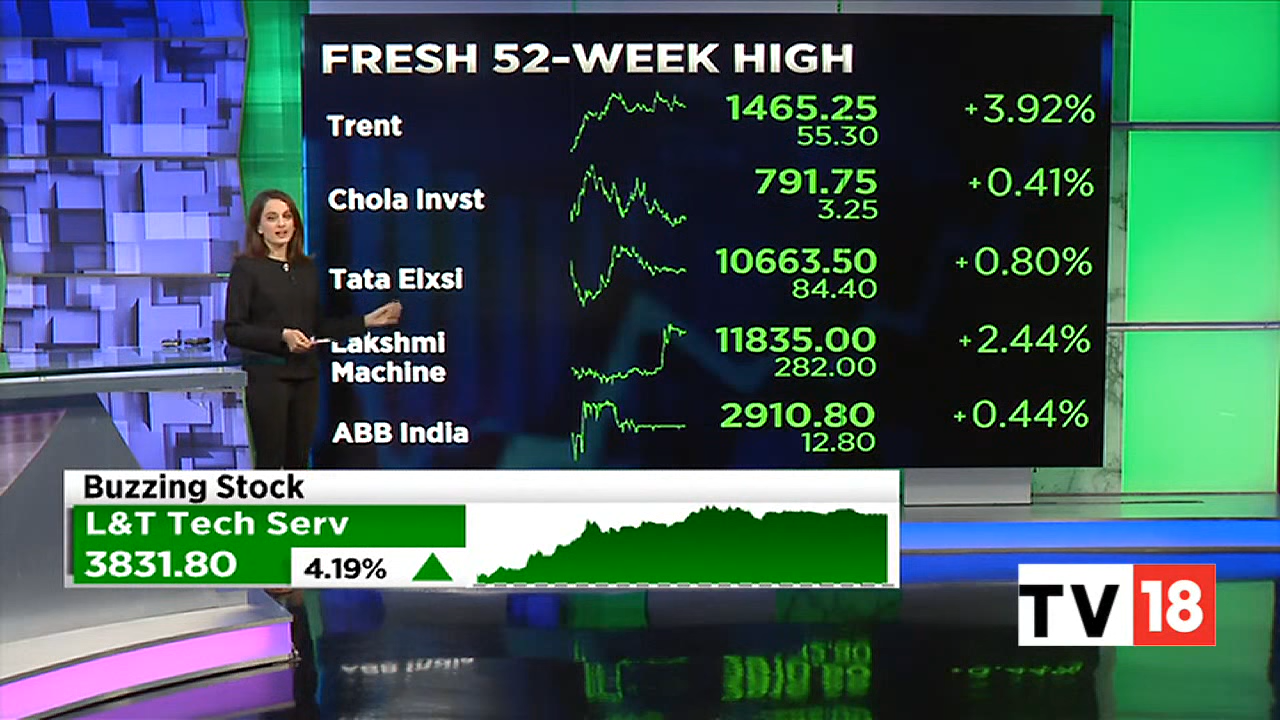 FRESH 52-WEEK HIGH
Trent 1465.25 +3.92%
55.30
Chola Invst 791.75 +0.41%
3.25
Tata Elxsi 10663.50 +0.80%
84.40
Lakshmi 11835.00 +2.44%
Machine 282.00
ABB India 2910.80 +0.44%
12.80
Buzzing Stock
L&T Tech Serv
3831.80 4.19%
TV18